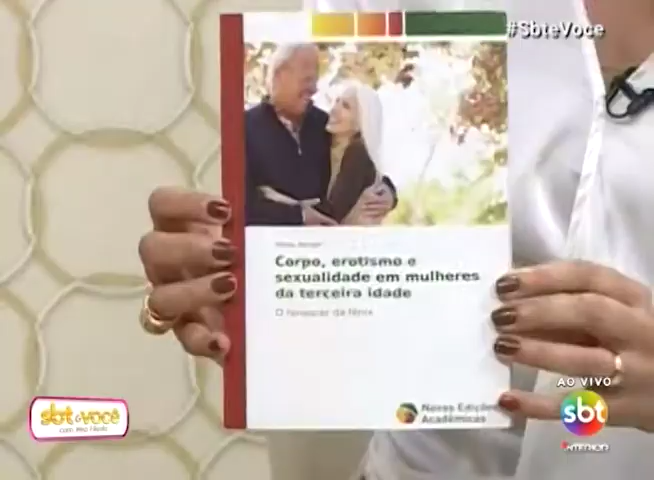 #SbteVoce
Corpo, erotismo e
sexualidade em mulheres
da terceira idade
O renascer da fênix
Novas Edições
Acadêmicas
AO VIVO
sbt
sbt e você